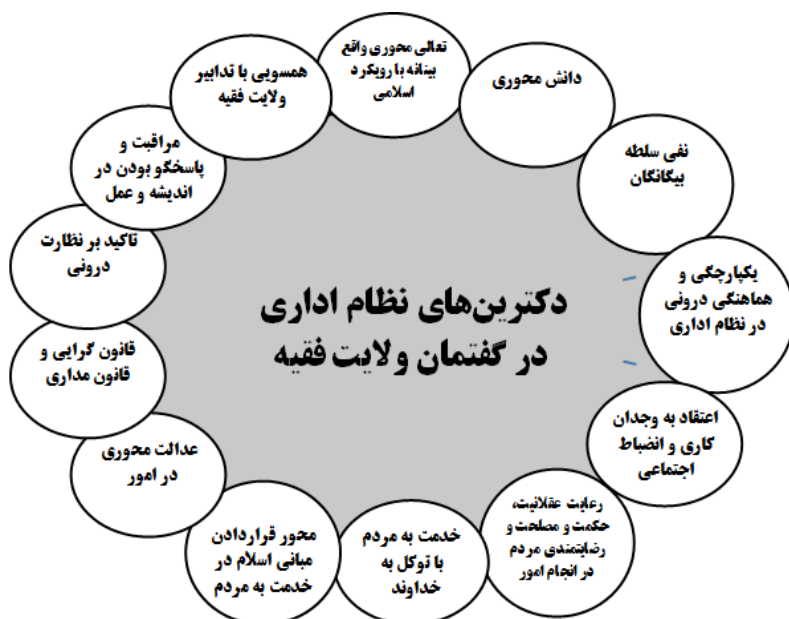 تعالی محوری واقع
بینانه با رویکرد
اسلامی
دانش محوری
نفی سلطه
بیگانگان
یکپارچگی و
هماهنگی درونی
در نظام اداری
اعتقاد به وجدان
کاری و انضباط
اجتماعی
رعایت عقلانیت،
حکمت و مصلحت و
رضایتمندی مردم
در انجام امور
خدمت به مردم
با توکل به
خداوند
محور قراردادن
مبانی اسلام در
خدمت به مردم
عدالت محوری
در امور
قانون گرایی و
قانون مداری
تاکید بر نظارت
درونی
مراقبت و
پاسخگو بودن در
اندیشه و عمل
همسویی با تدابیر
ولایت فقیه
دکترین‌های نظام اداری
در گفتمان ولایت فقیه